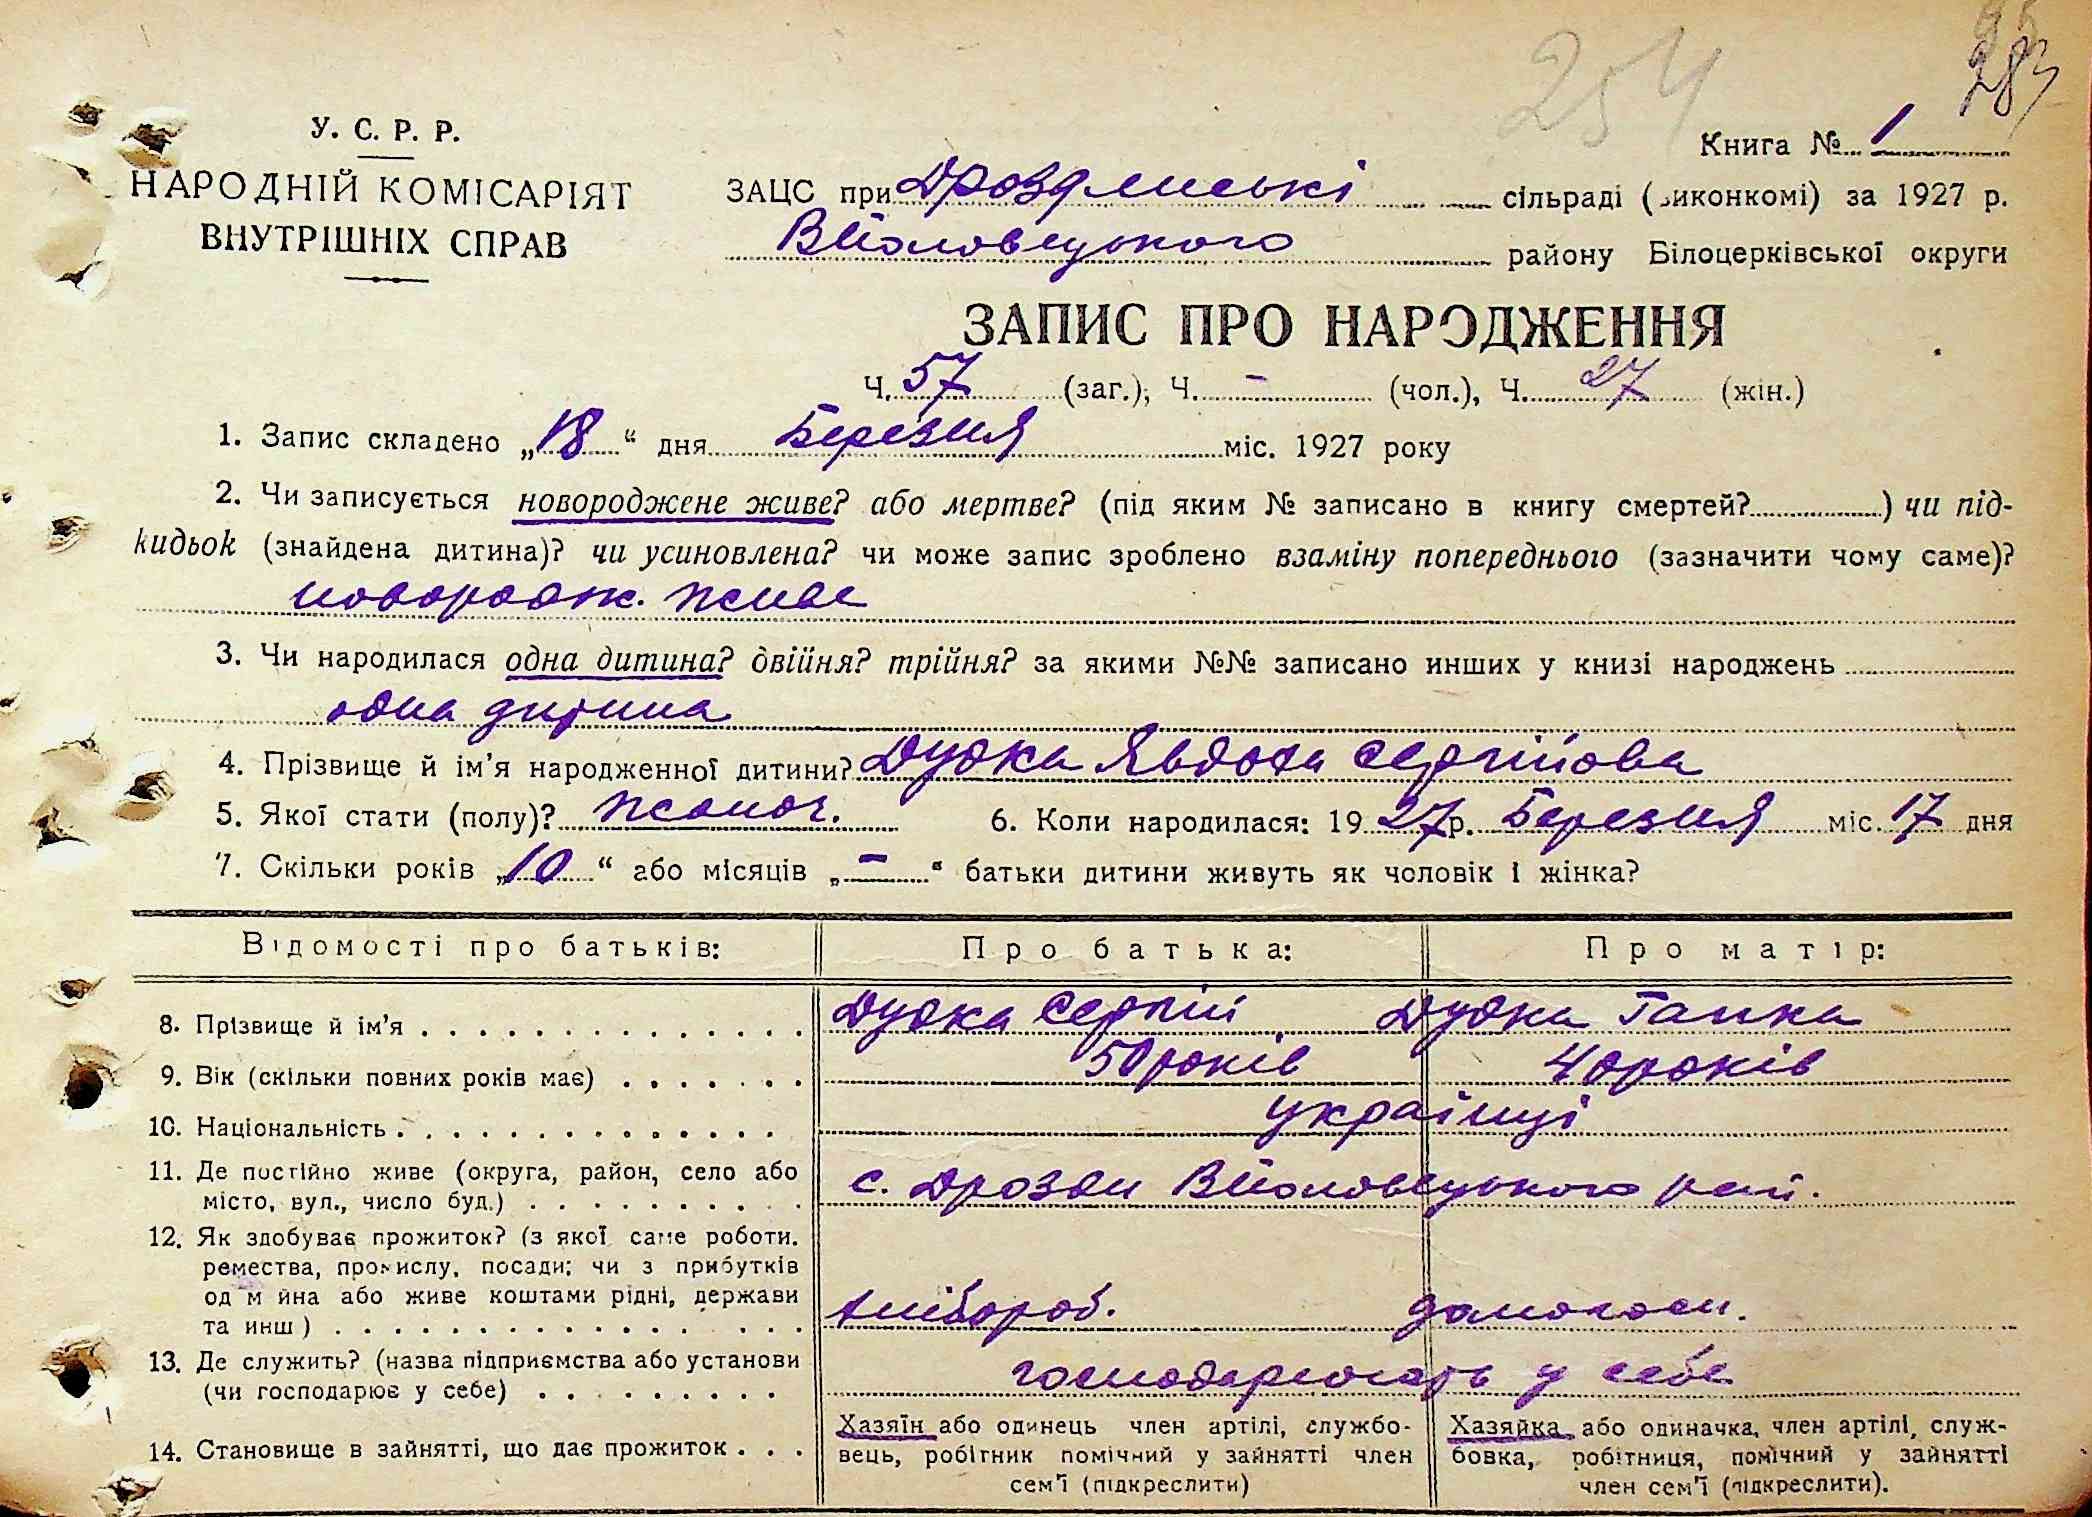 254
283
У. С. Р. Р.
НАРОДНІЙ КОМІСАРІЯТ
ВНУТРІШНІХ СПРАВ
Книга № 1
ЗАЦС при сільраді (виконкомі) за 1927 р.
району Білоцерківської округи
ЗАПИС ПРО НАРОДЖЕННЯ
Ч. 57 (заг.), Ч. - (чол.), Ч. 27 (жін.)
1. Запис складено „18“ дня Березня міс. 1927 року
2. Чи записується новороджене живе? або мертве? (під яким № записано в книгу смертей? ) чи під-
кидьок (знайдена дитина)? чи усиновлена? чи може запис зроблено взаміну попереднього (зазначити чому саме)?
новородж. живе
3. Чи народилася одна дитина? двійня? трійня? за якими №№ записано инших у книзі народжень
одна дитина
4. Прізвище й ім'я народженної дитини? Дудка Явдоха Сергійова
5. Якої стати (полу)? жіноч. 6. Коли народилася: 1927 р. Березня міс. 17 дня
7. Скільки років „10“ або місяців „-“ батьки дитини живуть як чоловік і жінка?
Відомості про батьків: Про батька: Про матір:
8. Прізвище й ім'я Дудка Сергій Дудка Гапка
9. Вік (скільки повних років має) 50 років 40 років
10. Національність українці
11. Де постійно живе (округа, район, село або
місто, вул., число буд.) с. Дрозди рай.
12. Як здобуває прожиток? (з якої саме роботи,
ремества, промислу, посади; чи з прибутків
од м йна або живе коштами рідні, держави
та инш) хлібороб. домогосп.
13. Де служить? (назва підприємства або установи
(чи господарює у себе) господарюють у себе
14. Становище в зайнятті, що дає прожиток
Хазяїн або одинець член артілі, службо-
вець, робітник помічний у зайнятті член
сем'ї (підкреслити)
Хазяйка або одиначка, член артілі, служ-
бовка, робітниця, помічний у зайнятті
член сем'ї (підкреслити).